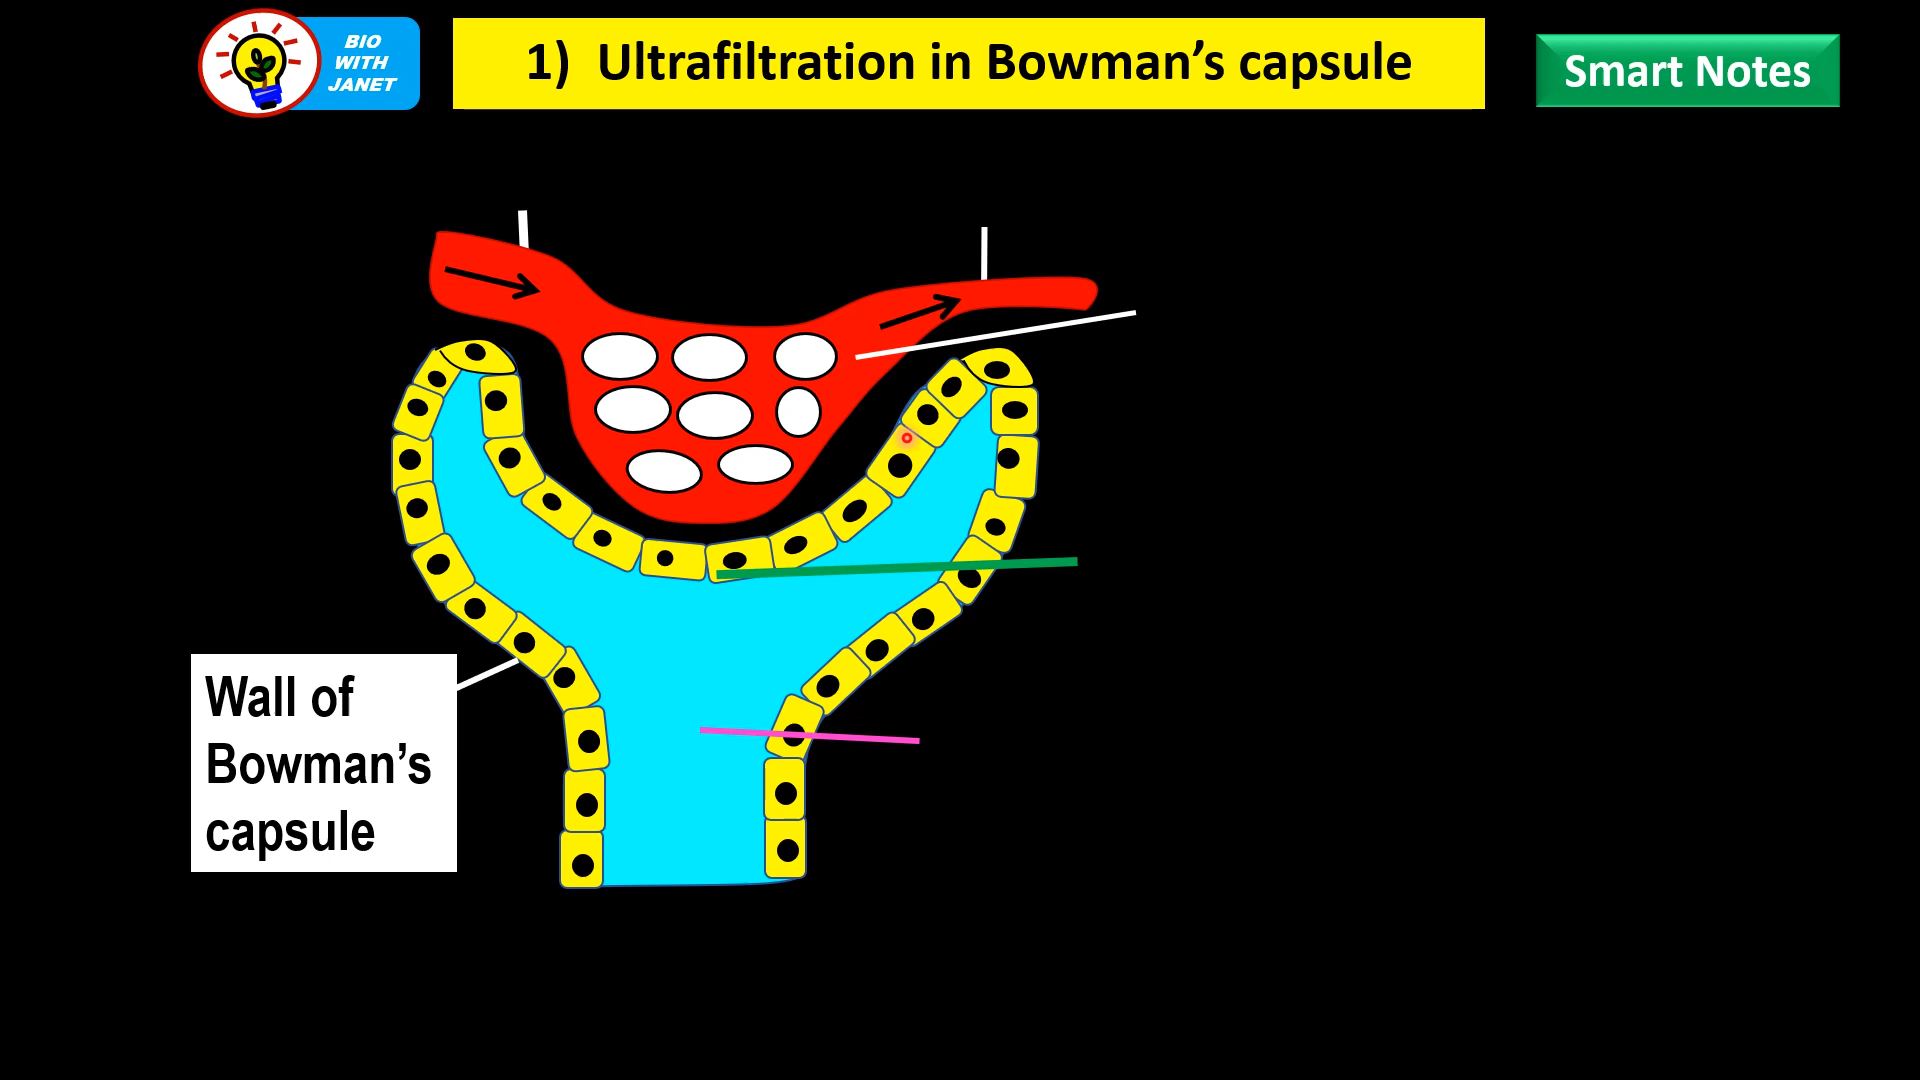 BIO
WITH
JANET
1) Ultrafiltration in Bowman’s capsule
Smart Notes
Wall of
Bowman’s
capsule